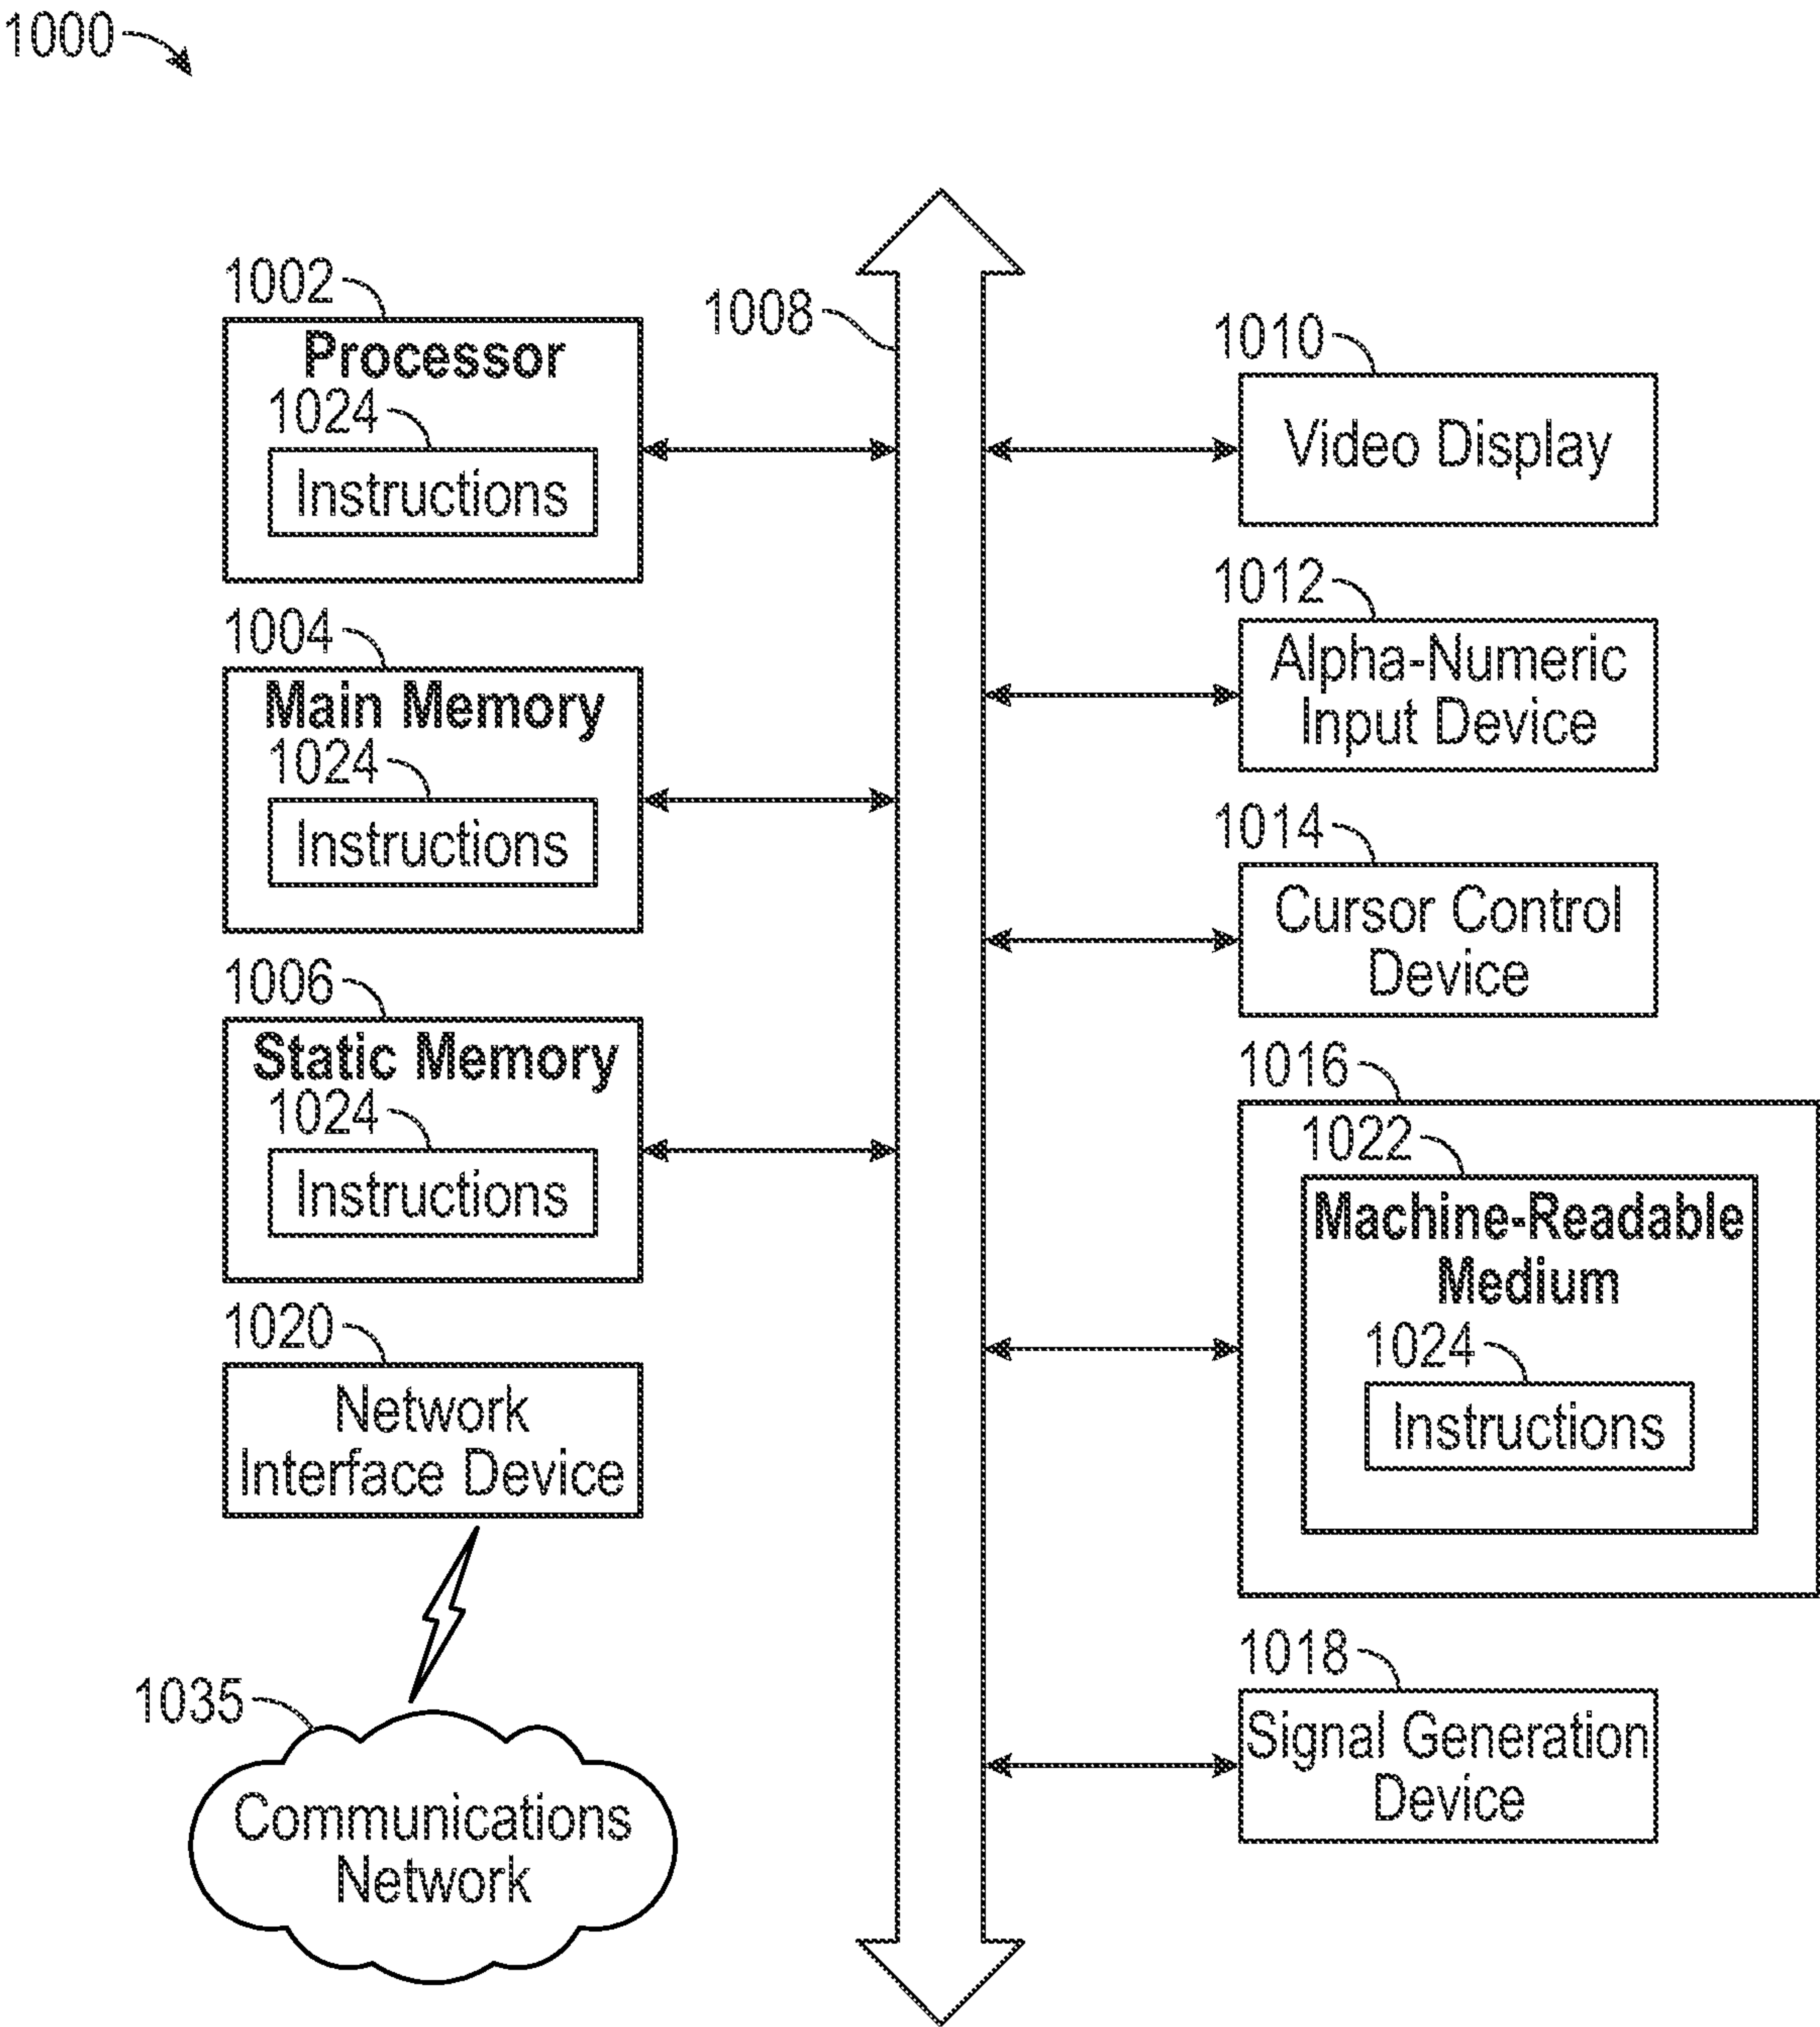 1000
1002
Processor
1024
Instructions
1004
Main Memory
1024
Instructions
1006
Static Memory
1024
Instructions
1020
Network
Interface Device
1035
Communications
Network
1008
1010
Video Display
1012
Alpha-Numeric
Input Device
1014
Cursor Control
Device
1016
1022
Machine-Readable
Medium
1024
Instructions
1018
Signal Generation
Device